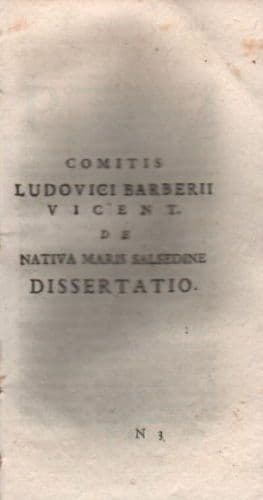 COMITIS
LUDOVICI BARBERII
VICENT.
DE
NATIVA MARIS SALSEDINE
DISSERTATIO.
N 3